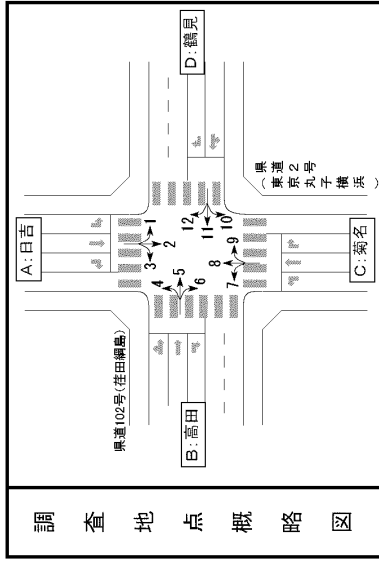 調査地点概略図
A:日吉
B:高田
C:菊名
D:鶴見
県道102号(荏田綱島)
県道2号
(東京丸子横浜)
1
2
3
4
5
6
7
8
9
10
11
12